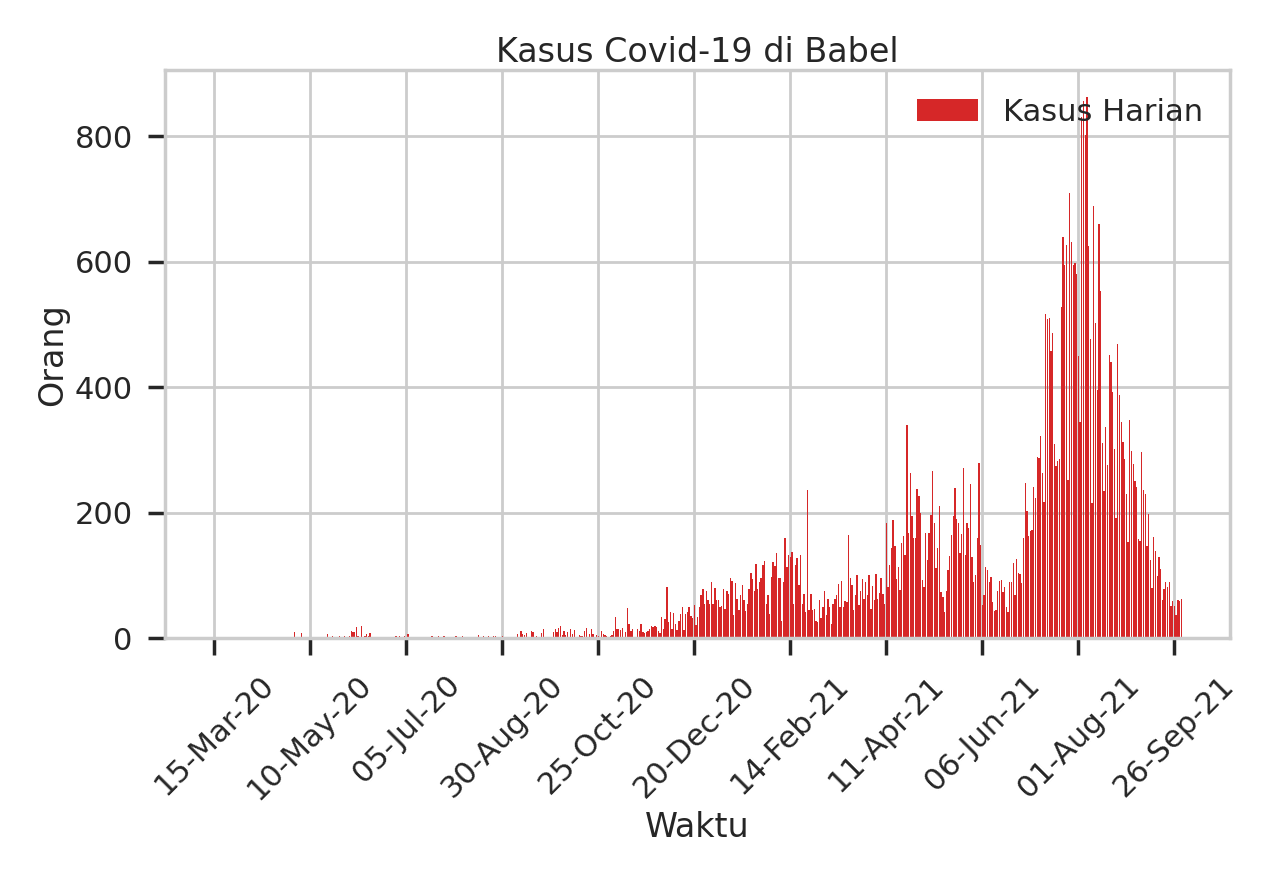 Kasus Covid-19 di Babel
Kasus Harian
Orang
800
600
400
200
0
15-Mar-20
10-May-20
05-Jul-20
30-Aug-20
25-Oct-20
20-Dec-20
14-Feb-21
11-Apr-21
06-Jun-21
01-Aug-21
26-Sep-21
Waktu